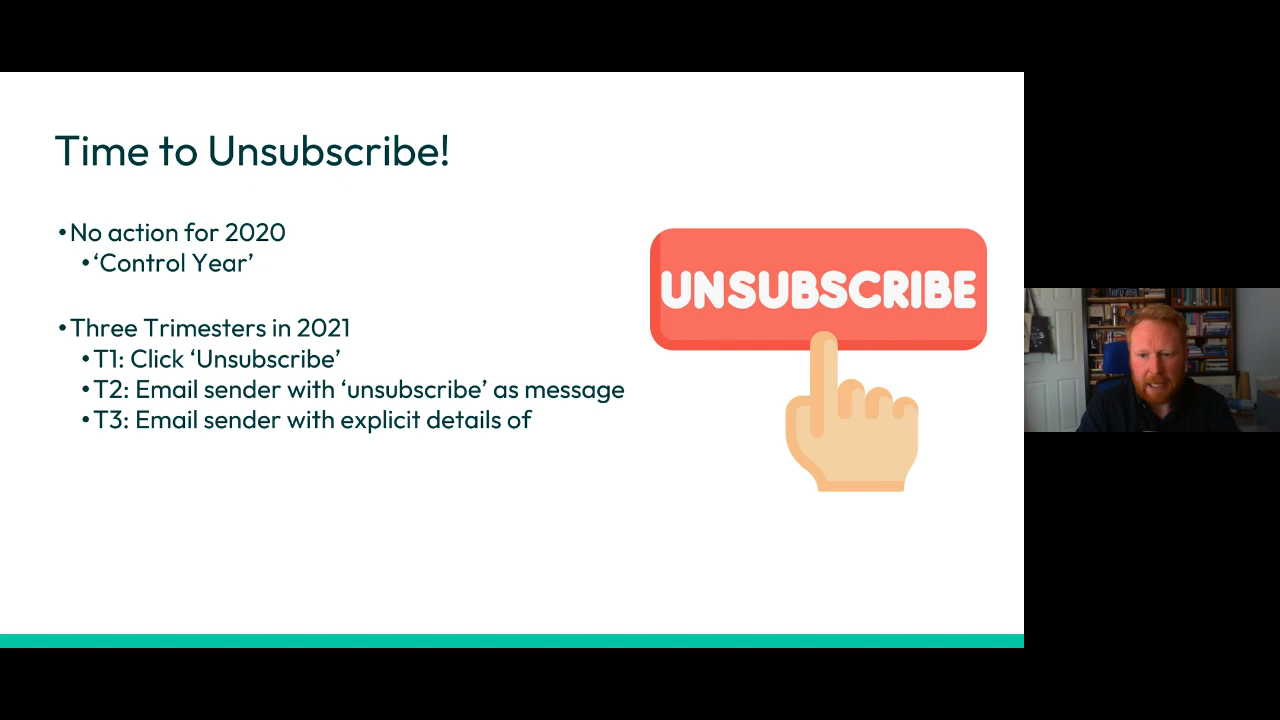 Time to Unsubscribe!
•No action for 2020
•‘Control Year’
•Three Trimesters in 2021
•T1: Click ‘Unsubscribe’
•T2: Email sender with ‘unsubscribe’ as message
•T3: Email sender with explicit details of
UNSUBSCRIBE